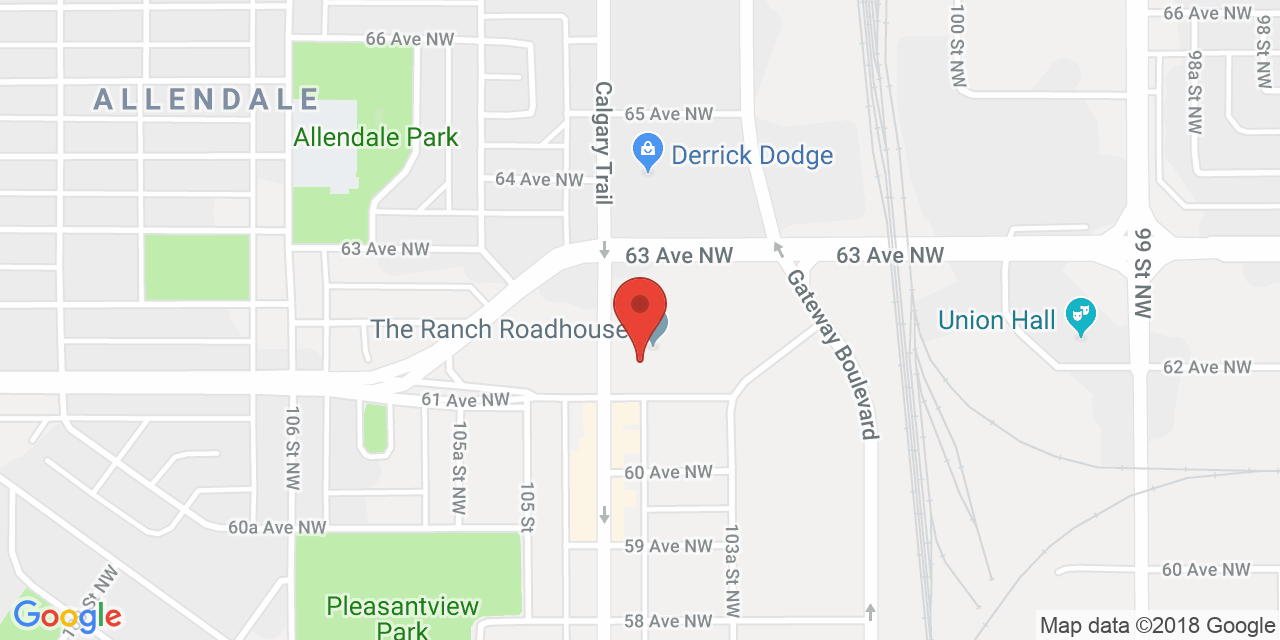 66 Ave NW
100 St NW
66 Ave NW
98 St NW
98a St NW
ALLENDALE
Allendale Park
Calgary Trail
65 Ave NW
Derrick Dodge
64 Ave NW
63 Ave NW
63 Ave NW
63 Ave NW
99 St NW
Gateway Boulevard
The Ranch Roadhouse
Union Hall
62 Ave NW
61 Ave NW
106 St NW
105a St NW
60 Ave NW
105 St
60a Ave NW
103a St NW
59 Ave NW
60 Ave NW
Pleasantview
Park
58 Ave NW
St NW
Google
Map data ©2018 Google